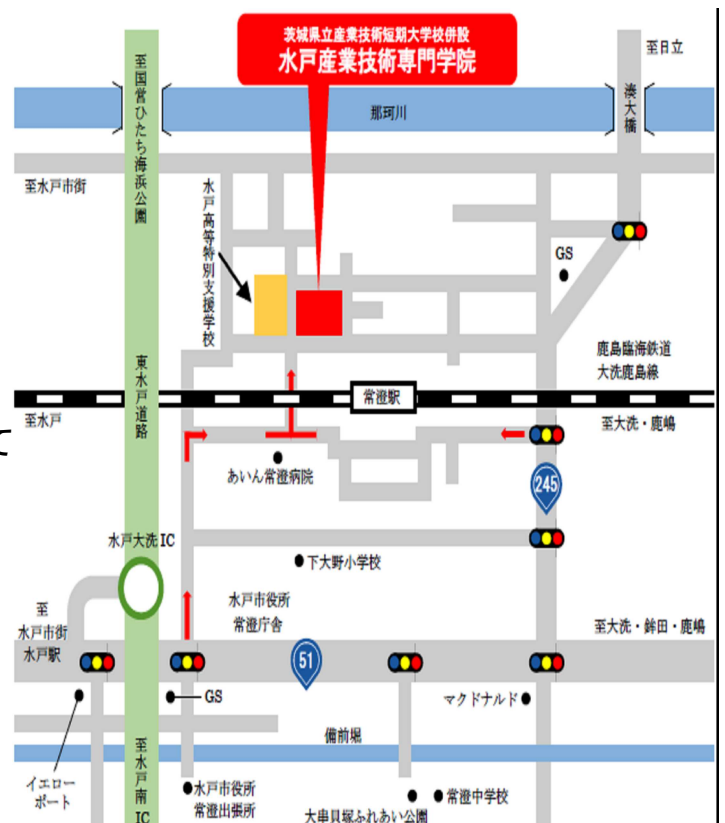 茨城県立産業技術短期大学校併設
水戸産業技術専門学院
至日立
至国営ひたち海浜公園
那珂川
湊大橋
至水戸市街
水戸高等特別支援学校
GS
鹿島臨海鉄道
大洗鹿島線
東水戸道路
常澄駅
至水戸
至大洗・鹿嶋
て
あいん常澄病院
245
水戸大洗IC
下大野小学校
至
水戸市街
水戸駅
水戸市役所
常澄庁舎
至大洗・鉾田・鹿嶋
51
GS
マクドナルド
備前堀
至水戸南IC
イエロー
ポート
水戸市役所
常澄出張所
常澄中学校
大串貝塚ふれあい公園